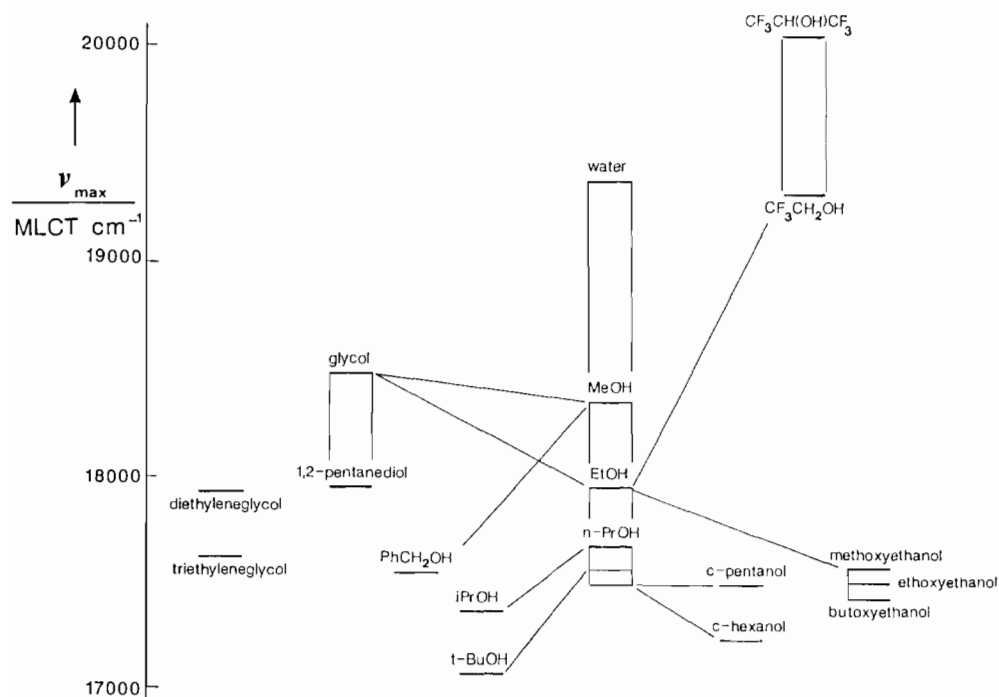 CF₃CH(OH)CF₃
20000
ν max
MLCT cm⁻¹
water
CF₃CH₂OH
19000
glycol
MeOH
18000
1,2-pentanediol
EtOH
diethyleneglycol
n-PrOH
PhCH₂OH
methoxyethanol
triethyleneglycol
c-pentanol
ethoxyethanol
iPrOH
butoxyethanol
c-hexanol
t-BuOH
17000